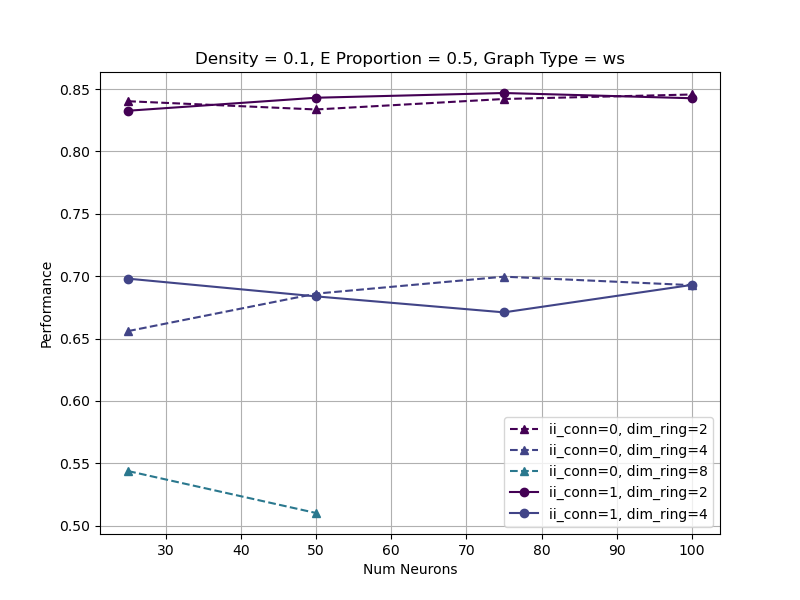 Density = 0.1, E Proportion = 0.5, Graph Type = ws
Performance
0.85
0.80
0.75
0.70
0.65
0.60
0.55
0.50
ii_conn=0, dim_ring=2
ii_conn=0, dim_ring=4
ii_conn=0, dim_ring=8
ii_conn=1, dim_ring=2
ii_conn=1, dim_ring=4
30 40 50 60 70 80 90 100
Num Neurons